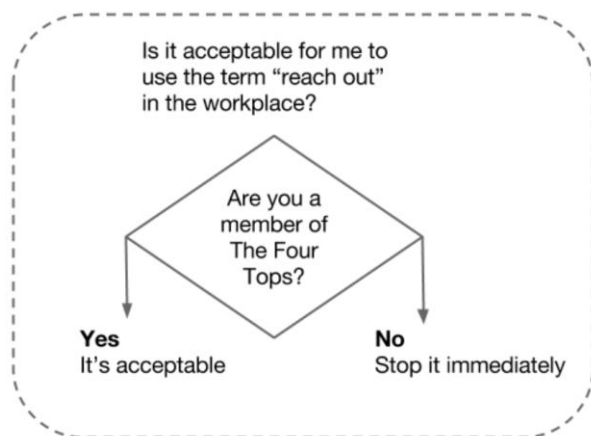 Is it acceptable for me to
use the term “reach out”
in the workplace?
Are you a
member of
The Four
Tops?
Yes
It’s acceptable
No
Stop it immediately